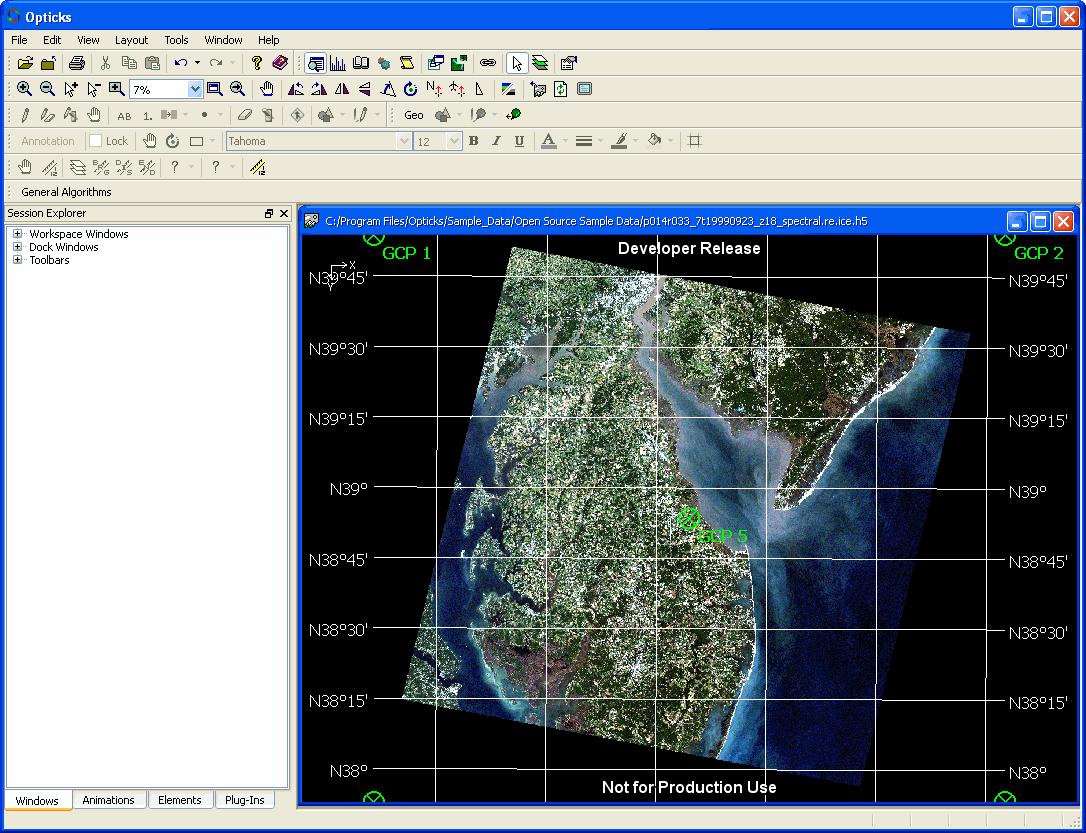 Opticks
File Edit View Layout Tools Window Help
7%
N
AB 1. Geo
Annotation Lock Tahoma 12 B I U
? ?
General Algorithms
Session Explorer
Workspace Windows
Dock Windows
Toolbars
Windows Animations Elements Plug-Ins
C:/Program Files/Opticks/Sample_Data/Open Source Sample Data/p014r033_7t19990923_z18_spectral.re.ice.h5
Developer Release
GCP 1 GCP 2
X
Y
N39°45' N39°45'
N39°30' N39°30'
N39°15' N39°15'
N39° N39°
GCP 5
N38°45' N38°45'
N38°30' N38°30'
N38°15' N38°15'
N38° N38°
Not for Production Use